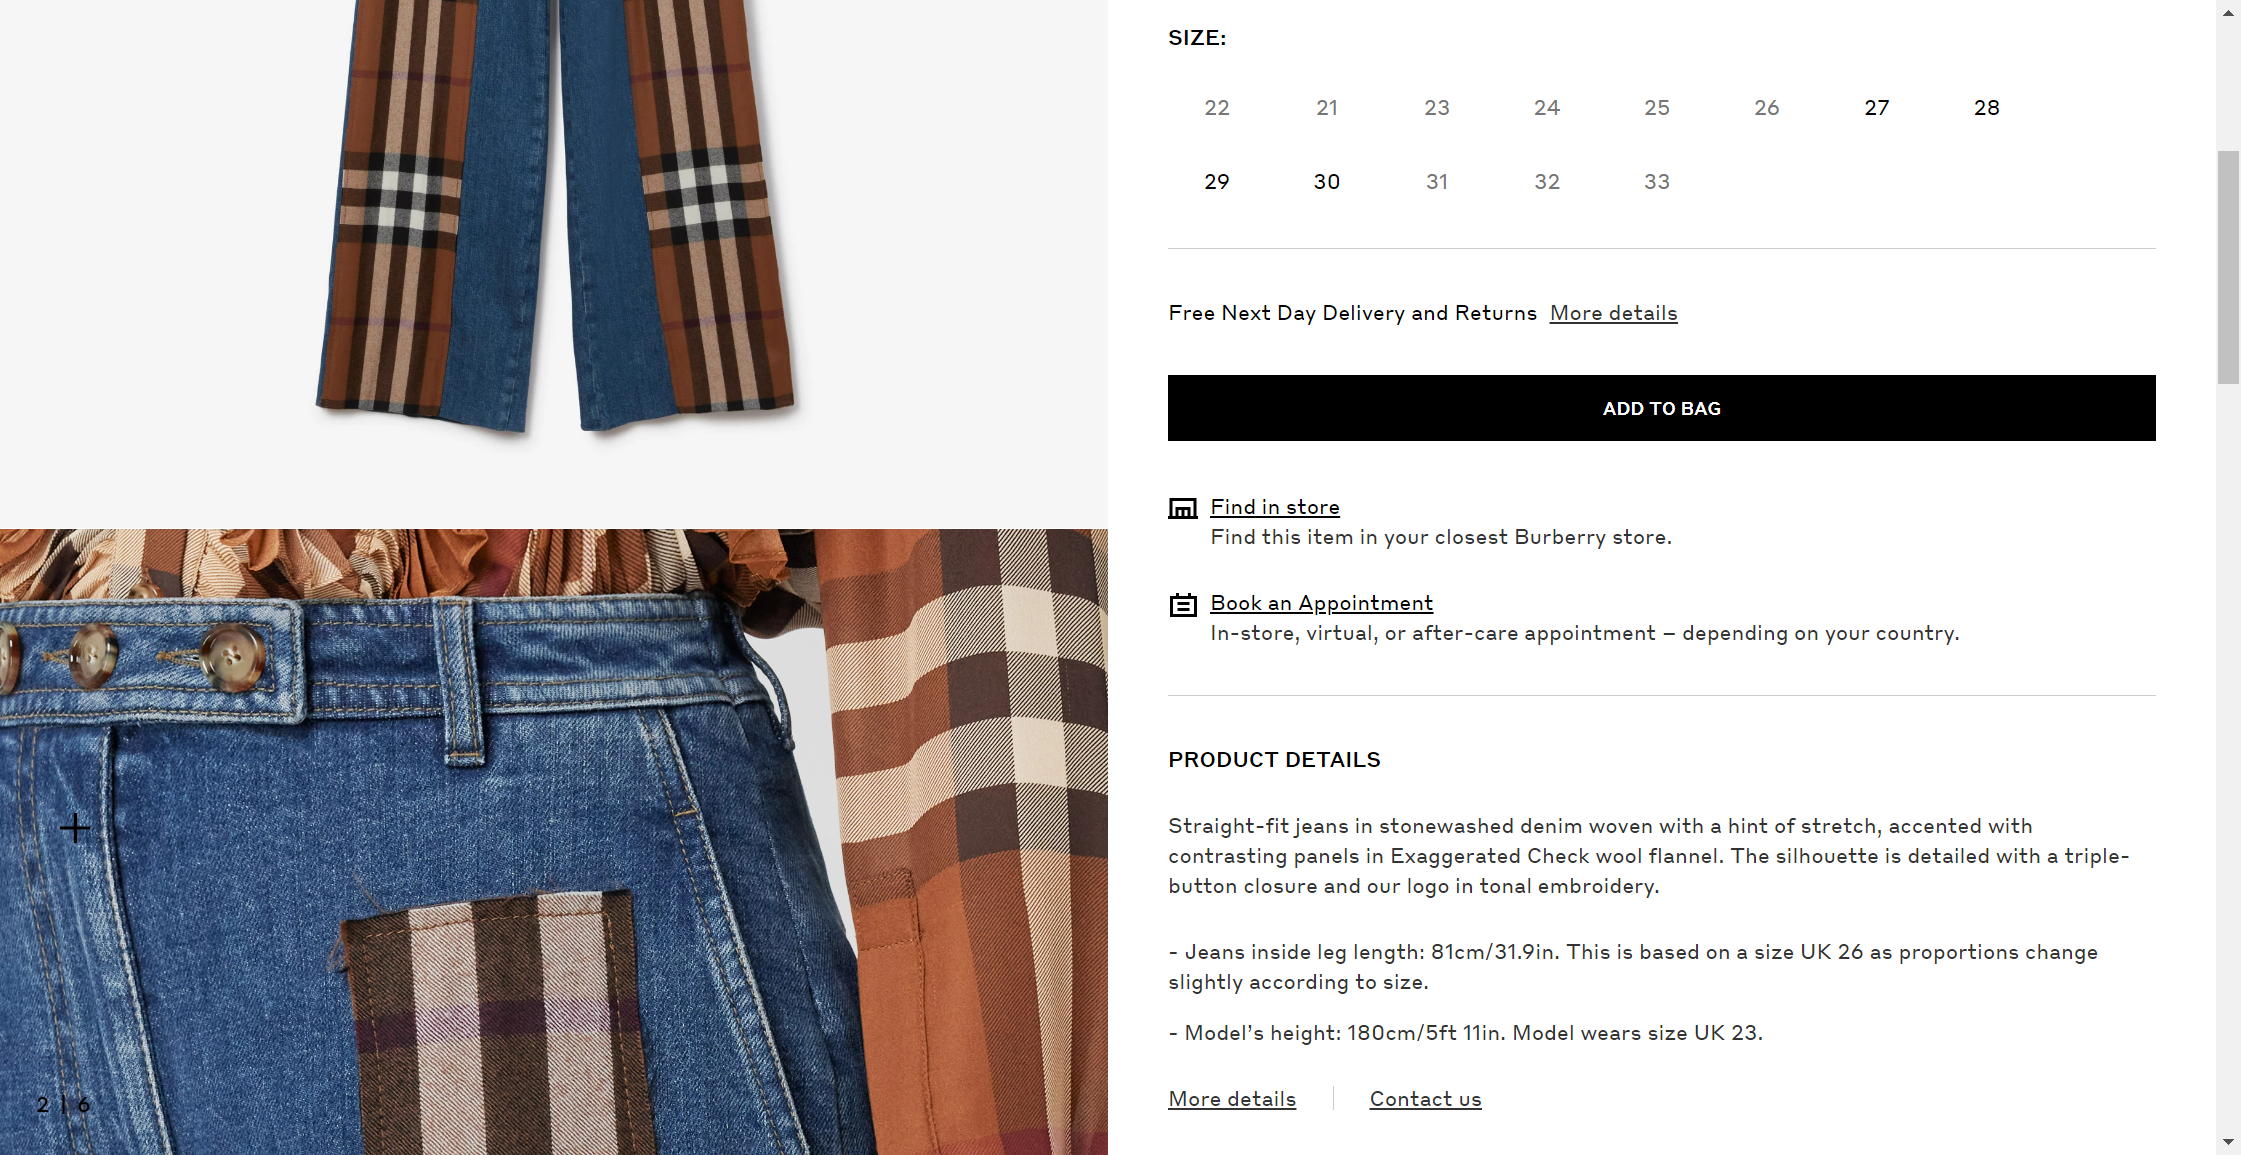 SIZE:
22 21 23 24 25 26 27 28
29 30 31 32 33
Free Next Day Delivery and Returns More details
ADD TO BAG
Find in store
Find this item in your closest Burberry store.
Book an Appointment
In-store, virtual, or after-care appointment – depending on your country.
PRODUCT DETAILS
Straight-fit jeans in stonewashed denim woven with a hint of stretch, accented with
contrasting panels in Exaggerated Check wool flannel. The silhouette is detailed with a triple-
button closure and our logo in tonal embroidery.
- Jeans inside leg length: 81cm/31.9in. This is based on a size UK 26 as proportions change
slightly according to size.
- Model’s height: 180cm/5ft 11in. Model wears size UK 23.
More details | Contact us
2 | 6